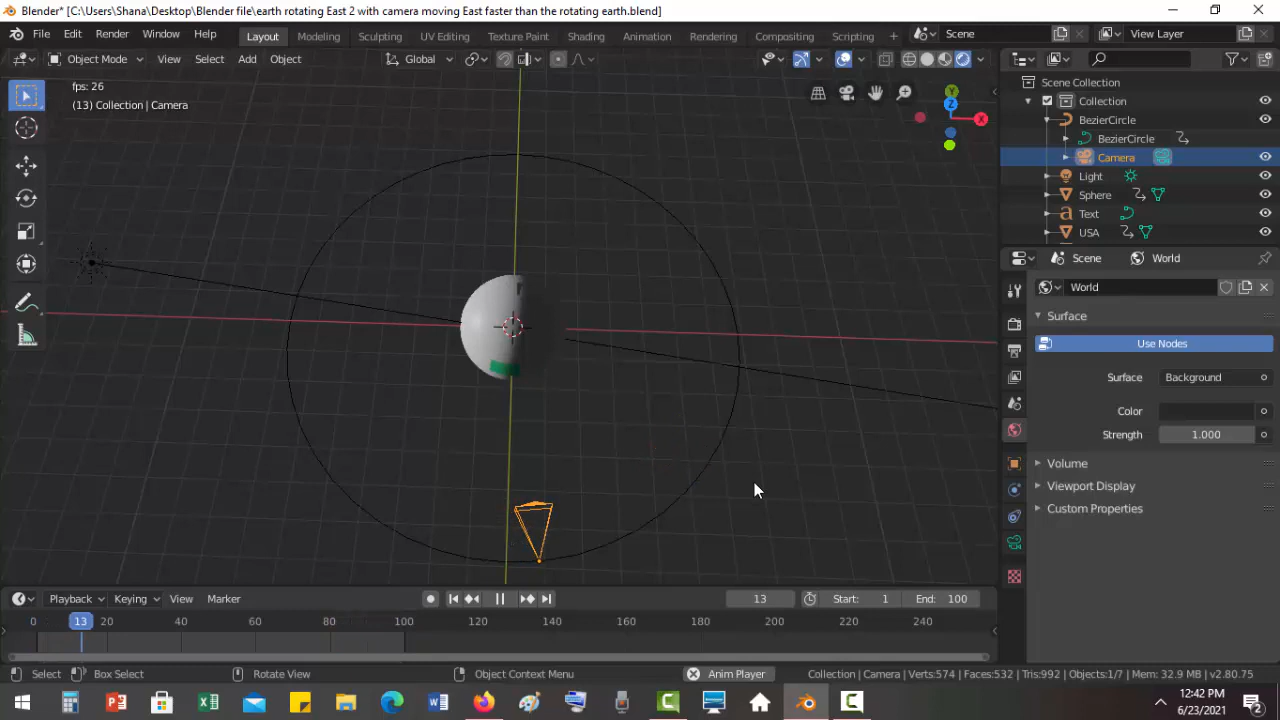 Blender* [C:\Users\Shana\Desktop\Blender file\earth rotating East 2 with camera moving East faster than the rotating earth.blend]
File Edit Render Window Help Layout Modeling Sculpting UV Editing Texture Paint Shading Animation Rendering Compositing Scripting + Scene View Layer
Object Mode View Select Add Object Global
fps: 26
(13) Collection | Camera
Y
Z
X
Scene Collection
Collection
BezierCircle
BezierCircle
Camera
Light
Sphere
Text
USA
Scene World
World
Surface
Use Nodes
Surface Background
Color
Strength 1.000
Volume
Viewport Display
Custom Properties
Playback Keying View Marker 13 Start: 1 End: 100
0 13 20 40 60 80 100 120 140 160 180 200 220 240
Select Box Select Rotate View Object Context Menu Anim Player Collection | Camera | Verts:574 | Faces:532 | Tris:992 | Objects:1/7 | Mem: 32.9 MB | v2.80.75
12:42 PM
6/23/2021
2